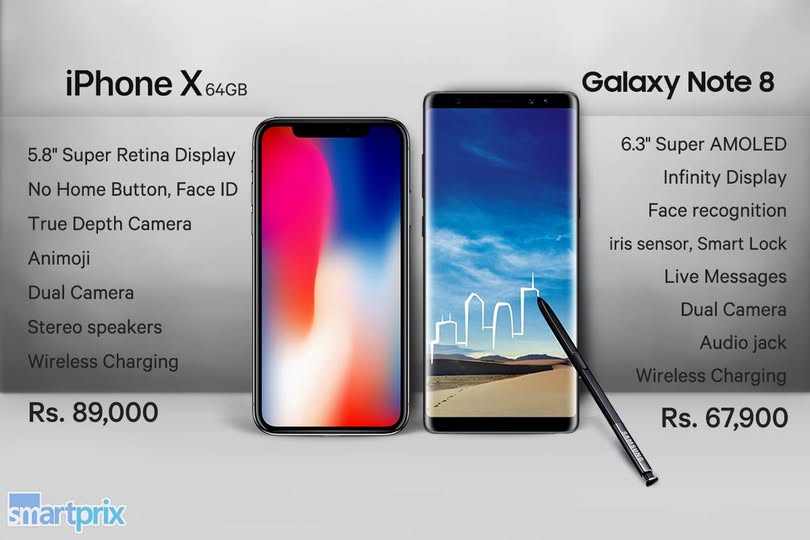 iPhone X 64GB
5.8" Super Retina Display
No Home Button, Face ID
True Depth Camera
Animoji
Dual Camera
Stereo speakers
Wireless Charging
Rs. 89,000
Galaxy Note 8
6.3" Super AMOLED
Infinity Display
Face recognition
iris sensor, Smart Lock
Live Messages
Dual Camera
Audio jack
Wireless Charging
Rs. 67,900
SAMSUNG
smartprix